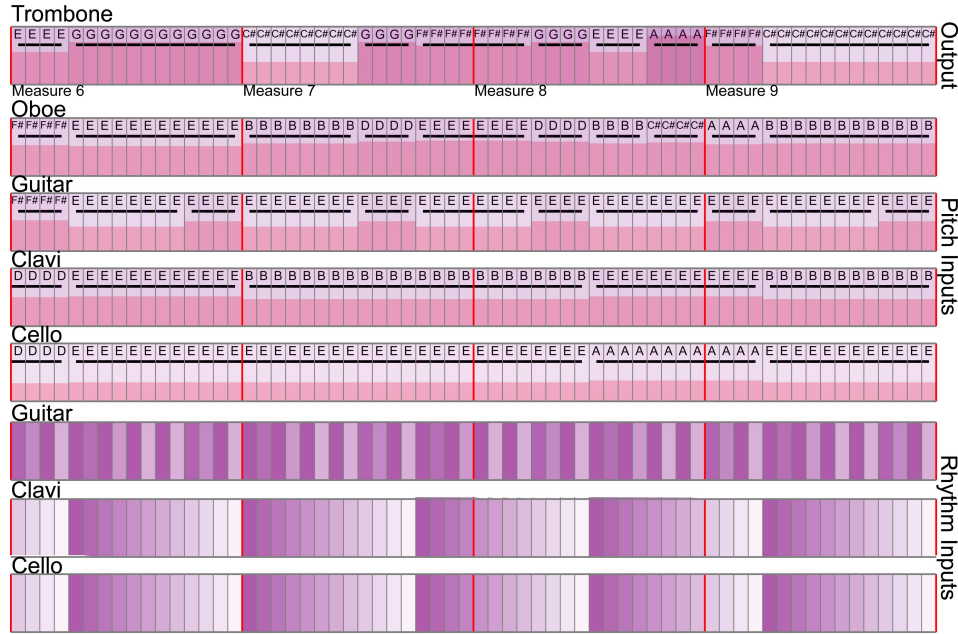 Trombone
E E E E G G G G G G G G G G G G C# C# C# C# C# C# C# C# G G G G F# F# F# F# F# F# F# F# G G G G E E E E A A A A F# F# F# F# C# C# C# C# C# C# C# C# C# C# C# C#
Output
Measure 6 Measure 7 Measure 8 Measure 9
Oboe
F# F# F# F# E E E E E E E E E E E E B B B B B B B B D D D D E E E E E E E E D D D D B B B B C# C# C# C# A A A A B B B B B B B B B B B B
Guitar
F# F# F# F# E E E E E E E E E E E E E E E E E E E E E E E E E E E E E E E E E E E E E E E E E E E E E E E E E E E E E E E E E E E E
Pitch Inputs
Clavi
D D D D E E E E E E E E E E E E B B B B B B B B B B B B B B B B B B B B B B B B E E E E E E E E E E E E B B B B B B B B B B B B
Cello
D D D D E E E E E E E E E E E E E E E E E E E E E E E E E E E E E E E E E E E E A A A A A A A A A A A A E E E E E E E E E E E E
Guitar
Rhythm Inputs
Clavi
Cello